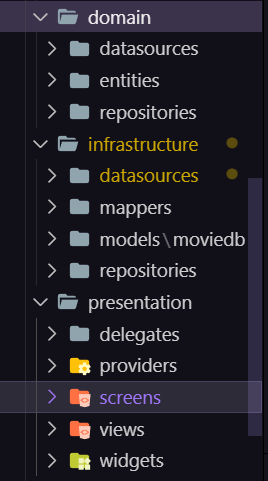 domain
datasources
entities
repositories
infrastructure
datasources
mappers
models\moviedb
repositories
presentation
delegates
providers
screens
views
widgets